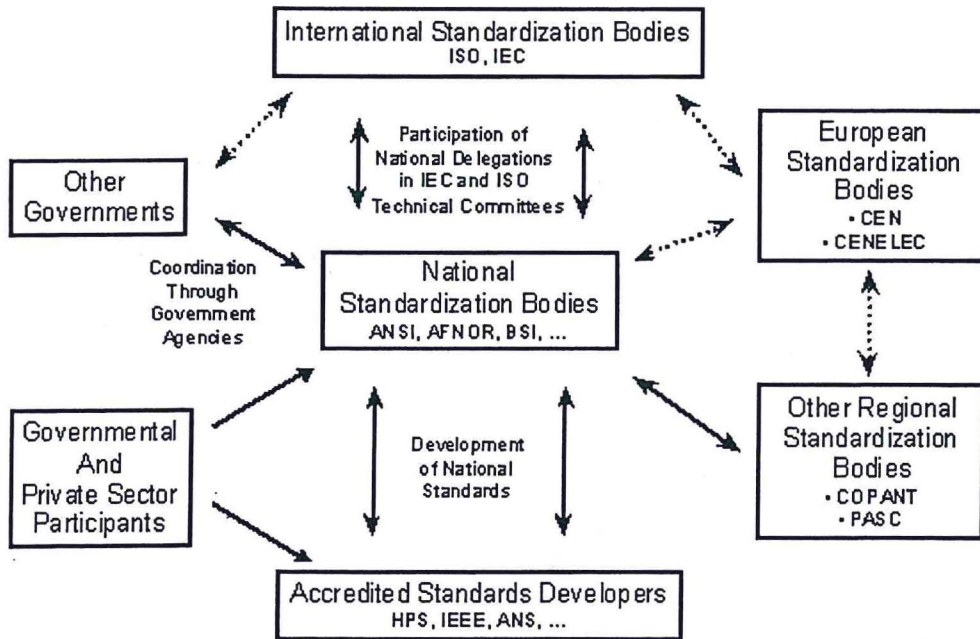 International Standardization Bodies
ISO, IEC
Participation of
National Delegations
in IEC and ISO
Technical Committees
Other
Governments
European
Standardization
Bodies
• CEN
• CENELEC
Coordination
Through
Government
Agencies
National
Standardization Bodies
ANSI, AFNOR, BSI, ...
Governmental
And
Private Sector
Participants
Development
of National
Standards
Other Regional
Standardization
Bodies
• COPANT
• PASC
Accredited Standards Developers
HPS, IEEE, ANS, ...